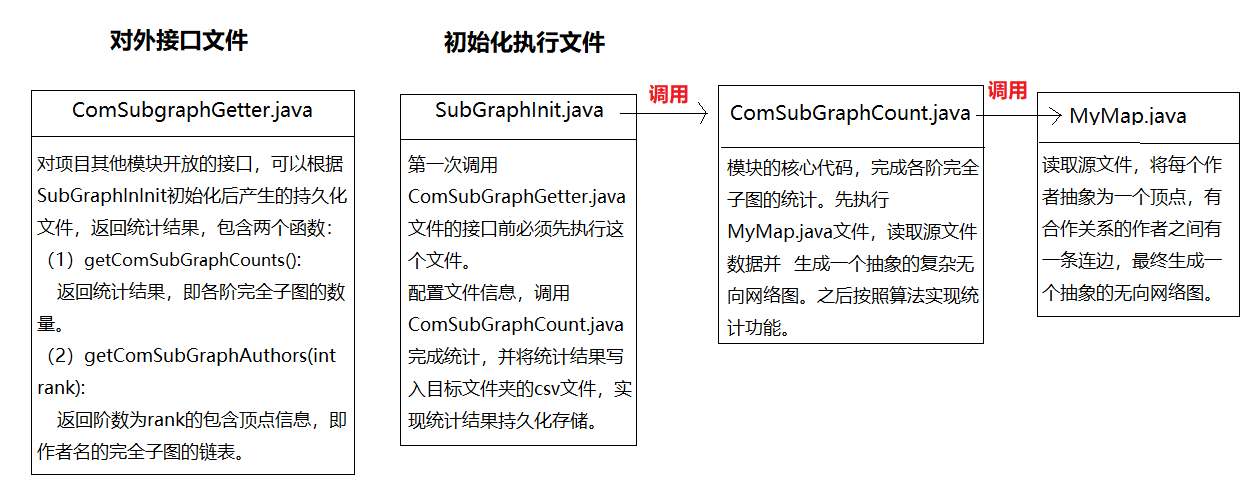 对外接口文件
初始化执行文件
ComSubgraphGetter.java
对项目其他模块开放的接口，可以根据
SubGraphInInit初始化后产生的持久化
文件，返回统计结果，包含两个函数：
（1）getComSubGraphCounts():
返回统计结果，即各阶完全子图的数
量。
（2）getComSubGraphAuthors(int
rank):
返回阶数为rank的包含顶点信息，即
作者名的完全子图的链表。
SubGraphInit.java
第一次调用
ComSubGraphGetter.java
文件的接口前必须先执行这
个文件。
配置文件信息，调用
ComSubGraphCount.java
完成统计，并将统计结果写
入目标文件夹的csv文件，实
现统计结果持久化存储。
调用
ComSubGraphCount.java
模块的核心代码，完成各阶完全
子图的统计。先执行
MyMap.java文件，读取源文件
数据并 生成一个抽象的复杂无
向网络图。之后按照算法实现统
计功能。
调用
MyMap.java
读取源文件，将每个作
者抽象为一个顶点，有
合作关系的作者之间有
一条连边，最终生成一
个抽象的无向网络图。